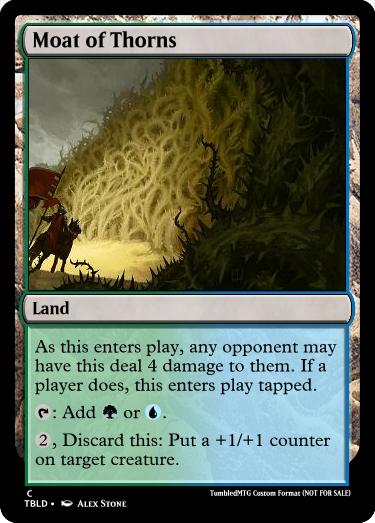 Moat of Thorns
Land
As this enters play, any opponent may
have this deal 4 damage to them. If a
player does, this enters play tapped.
: Add or .
2, Discard this: Put a +1/+1 counter
on target creature.
C
TBLD • Alex Stone
TumbledMTG Custom Format (NOT FOR SALE)